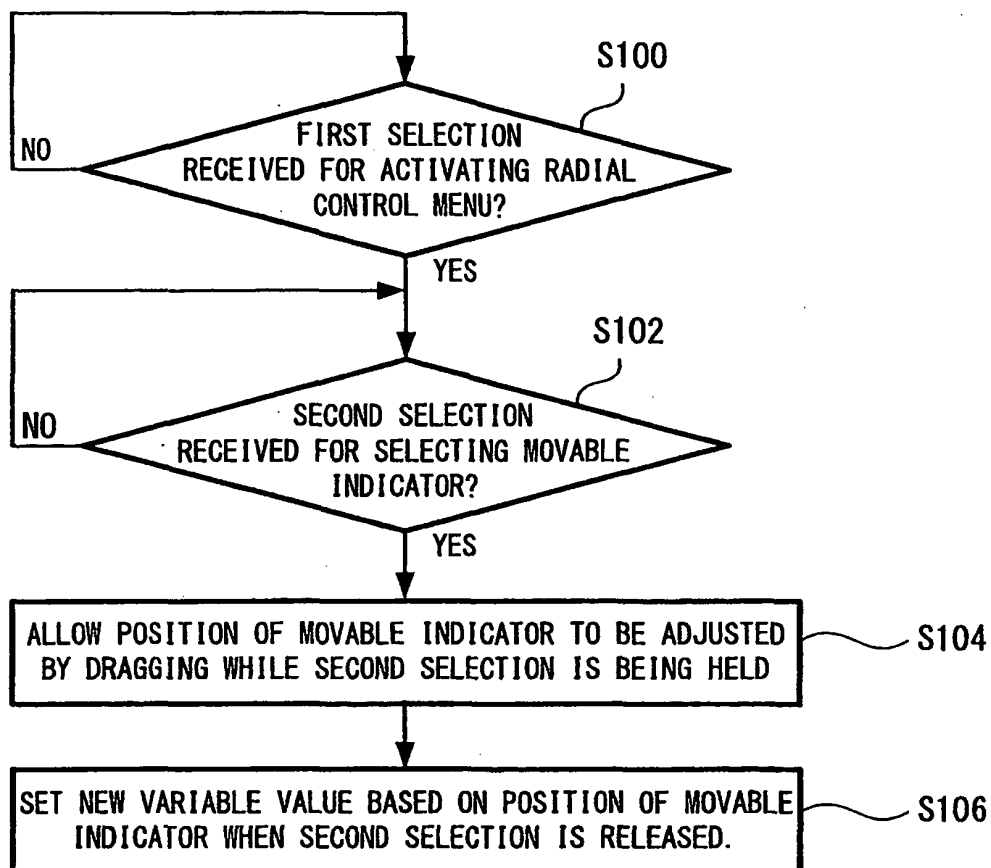 S100
FIRST SELECTION
RECEIVED FOR ACTIVATING RADIAL
CONTROL MENU?
NO
YES
S102
SECOND SELECTION
RECEIVED FOR SELECTING MOVABLE
INDICATOR?
NO
YES
ALLOW POSITION OF MOVABLE INDICATOR TO BE ADJUSTED
BY DRAGGING WHILE SECOND SELECTION IS BEING HELD
S104
SET NEW VARIABLE VALUE BASED ON POSITION OF MOVABLE
INDICATOR WHEN SECOND SELECTION IS RELEASED.
S106